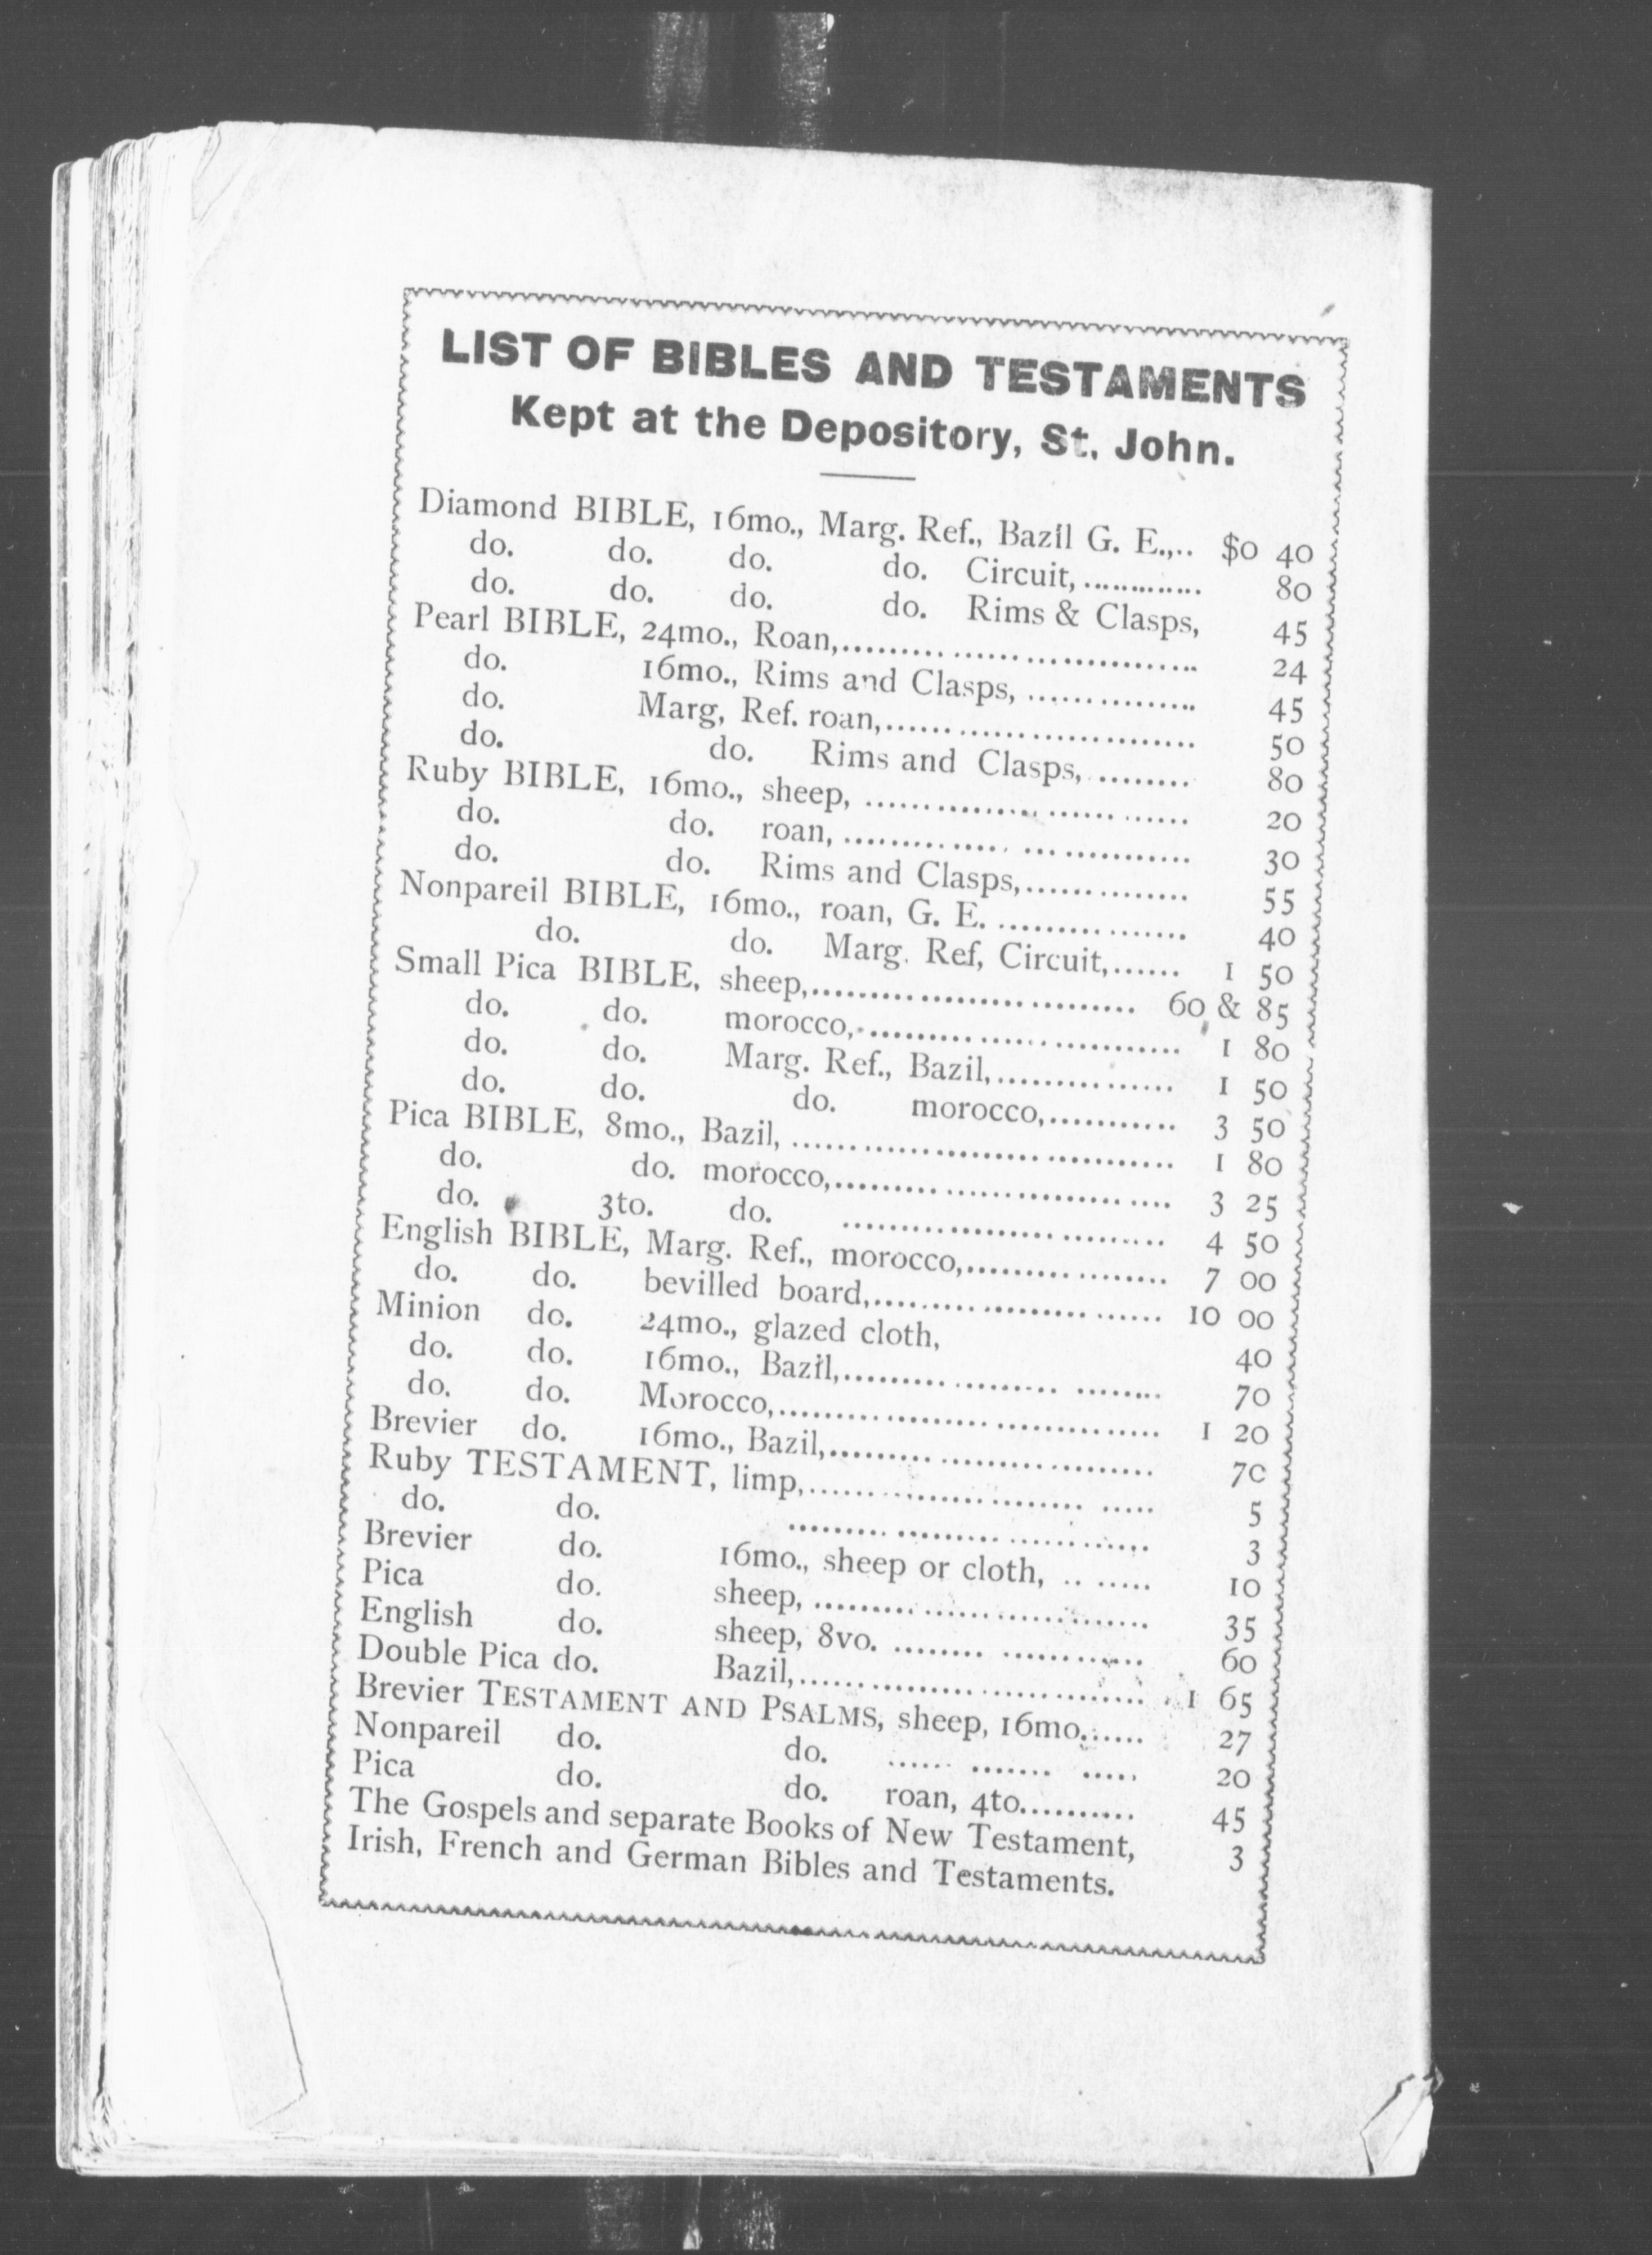 LIST OF BIBLES AND TESTAMENTS
Kept at the Depository, St. John.
Diamond BIBLE, 16mo., Marg. Ref., Bazil G. E.,.. $0 40
do. do. do. do. Circuit,............. 80
do. do. do. do. Rims & Clasps, 45
Pearl BIBLE, 24mo., Roan,................................. 24
do. 16mo., Rims and Clasps, ................ 45
do. Marg, Ref. roan,............................. 50
do. do. Rims and Clasps, ......... 80
Ruby BIBLE, 16mo., sheep, .............................. 20
do. do. roan, ............................... 30
do. do. Rims and Clasps,............... 55
Nonpareil BIBLE, 16mo., roan, G. E. ................. 40
do. do. Marg. Ref, Circuit,...... 1 50
Small Pica BIBLE, sheep,.............................. 60 & 85
do. do. morocco,............................. 1 80
do. do. Marg. Ref., Bazil,................ 1 50
do. do. do. morocco,............ 3 50
Pica BIBLE, 8mo., Bazil, ................................... 1 80
do. do. morocco,............................... 3 25
do. 3to. do. ............................. 4 50
English BIBLE, Marg. Ref., morocco,.................. 7 00
do. do. bevilled board,........................... 10 00
Minion do. 24mo., glazed cloth, 40
do. do. 16mo., Bazil,............................ 70
do. do. Morocco,................................... 1 20
Brevier do. 16mo., Bazil,............................. 70
Ruby TESTAMENT, limp,.............................. 5
do. do. ................................ 3
Brevier do. 16mo., sheep or cloth, .. ..... 10
Pica do. sheep, .............................. 35
English do. sheep, 8vo. ..................... 60
Double Pica do. Bazil,............................... 1 65
Brevier TESTAMENT AND PSALMS, sheep, 16mo....... 27
Nonpareil do. do. ...... ....... ..... 20
Pica do. do. roan, 4to.......... 45
The Gospels and separate Books of New Testament, 3
Irish, French and German Bibles and Testaments.